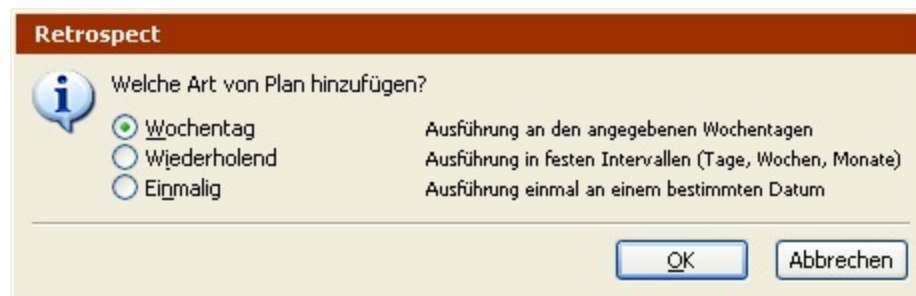 Retrospect
Welche Art von Plan hinzufügen?
Wochentag Ausführung an den angegebenen Wochentagen
Wiederholend Ausführung in festen Intervallen (Tage, Wochen, Monate)
Einmalig Ausführung einmal an einem bestimmten Datum
OK Abbrechen